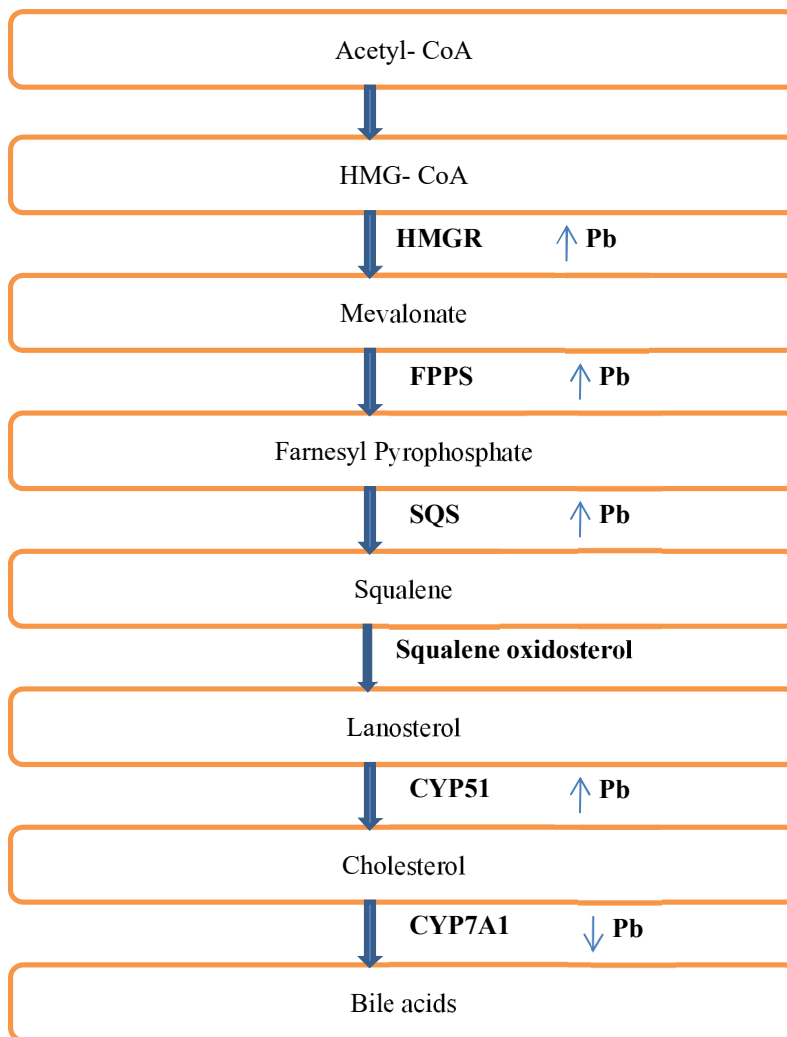 Acetyl- CoA
HMG- CoA
HMGR ↑ Pb
Mevalonate
FPPS ↑ Pb
Farnesyl Pyrophosphate
SQS ↑ Pb
Squalene
Squalene oxidosterol
Lanosterol
CYP51 ↑ Pb
Cholesterol
CYP7A1 ↓ Pb
Bile acids